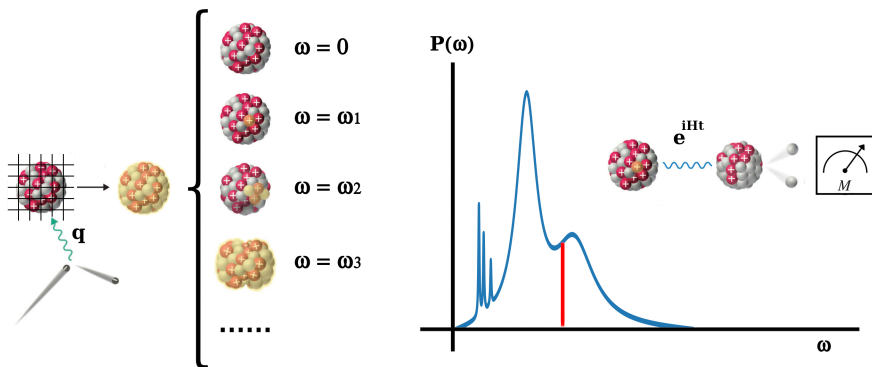 q
ω = 0
ω = ω1
ω = ω2
ω = ω3
......
P(ω)
e^iHt
M
ω